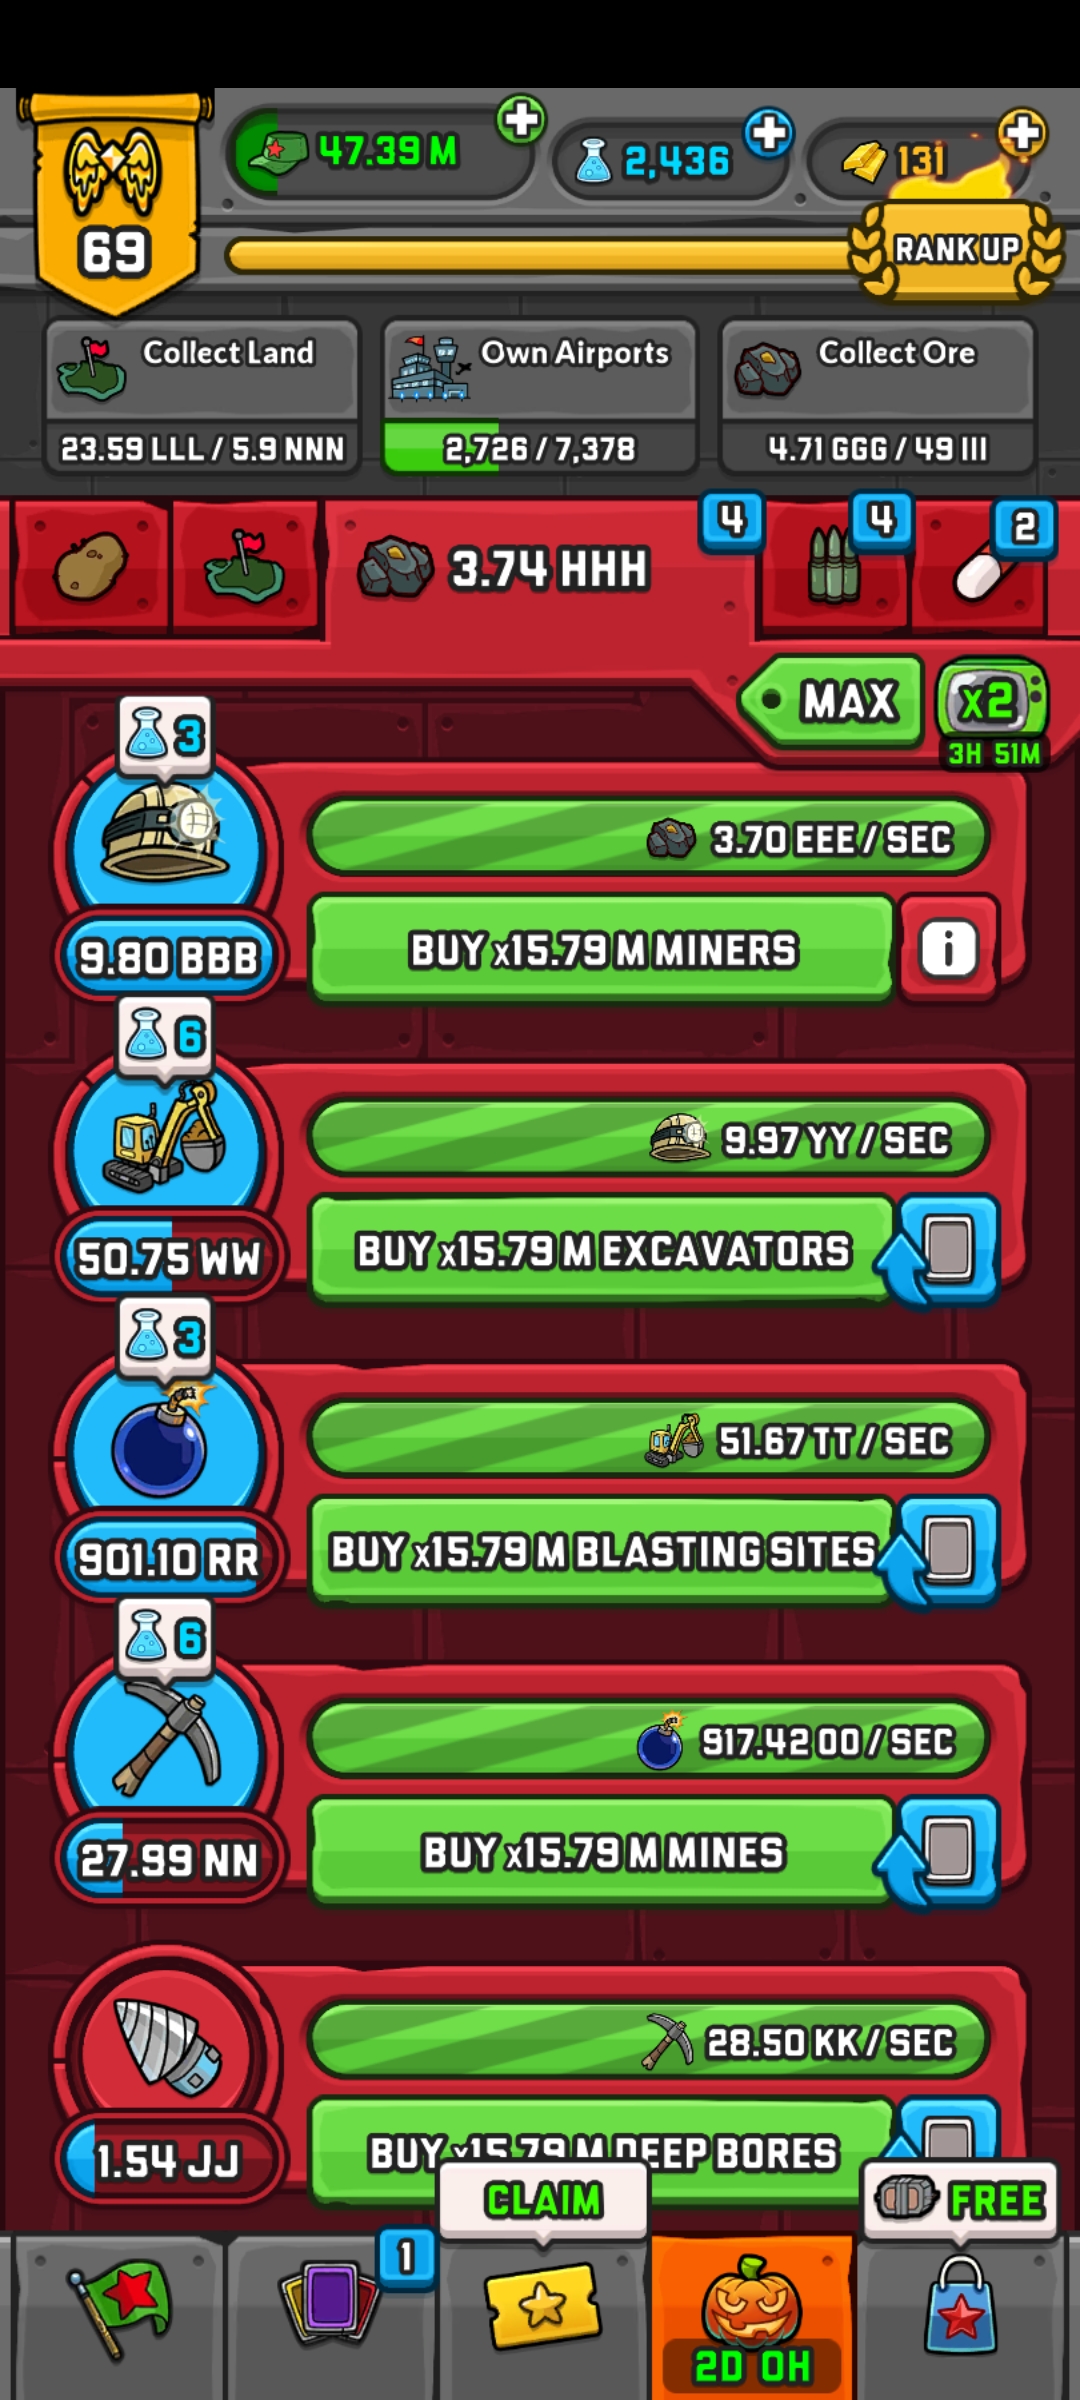 47.39 M
2,436
131
69
RANK UP
Collect Land
Own Airports
Collect Ore
23.59 LLL / 5.9 NNN
2,726 / 7,378
4.71 GGG / 49 III
3.74 HHH
4
4
2
MAX
x2
3H 51M
3
3.70 EEE / SEC
BUY x15.79 M MINERS
i
9.80 BBB
6
9.97 YY / SEC
BUY x15.79 M EXCAVATORS
50.75 WW
3
51.67 TT / SEC
BUY x15.79 M BLASTING SITES
901.10 RR
6
917.42 OO / SEC
BUY x15.79 M MINES
27.99 NN
28.50 KK / SEC
BUY x15.79 M DEEP BORES
1.54 JJ
CLAIM
FREE
1
2D 0H